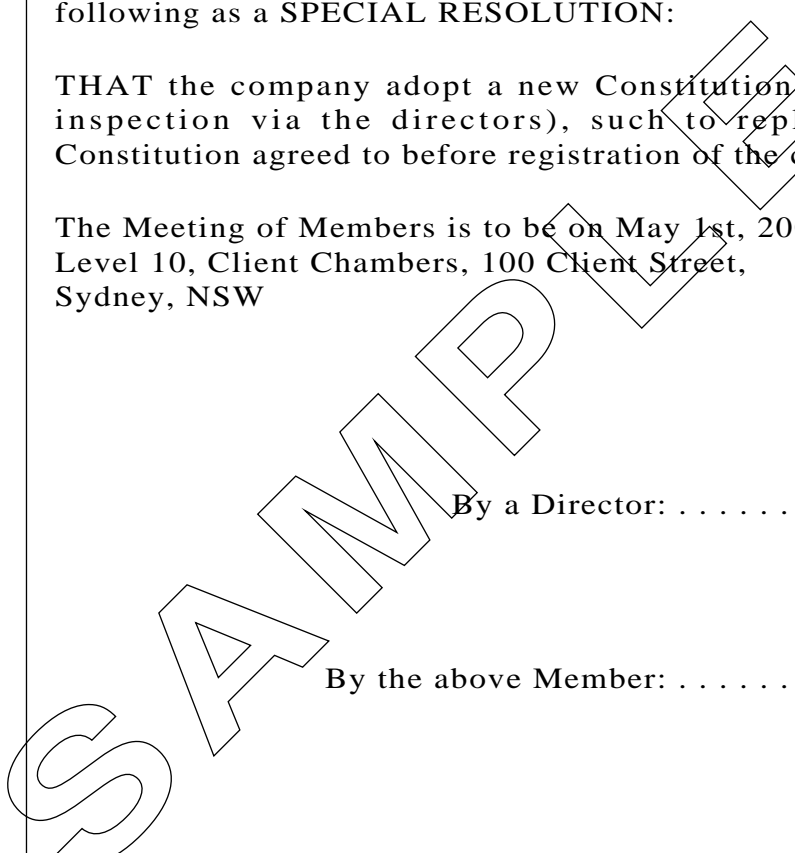 following as a SPECIAL RESOLUTION:
THAT the company adopt a new Constitution
inspection via the directors), such to repl
Constitution agreed to before registration of the
The Meeting of Members is to be on May 1st, 20
Level 10, Client Chambers, 100 Client Street,
Sydney, NSW
By a Director: . . . . . .
By the above Member: . . . . . .
SAMPLE